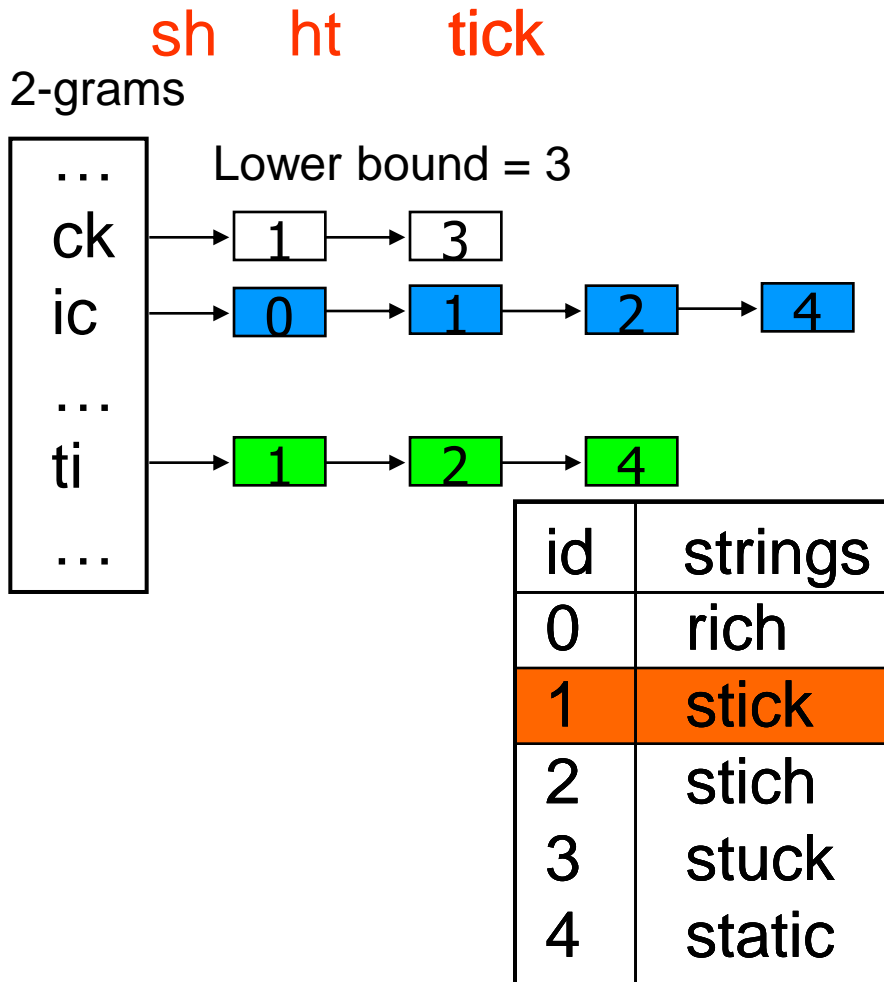 sh ht tick
2-grams
… Lower bound = 3
ck 1 3
ic 0 1 2 4
…
ti 1 2 4
…
id strings
0 rich
1 stick
2 stich
3 stuck
4 static